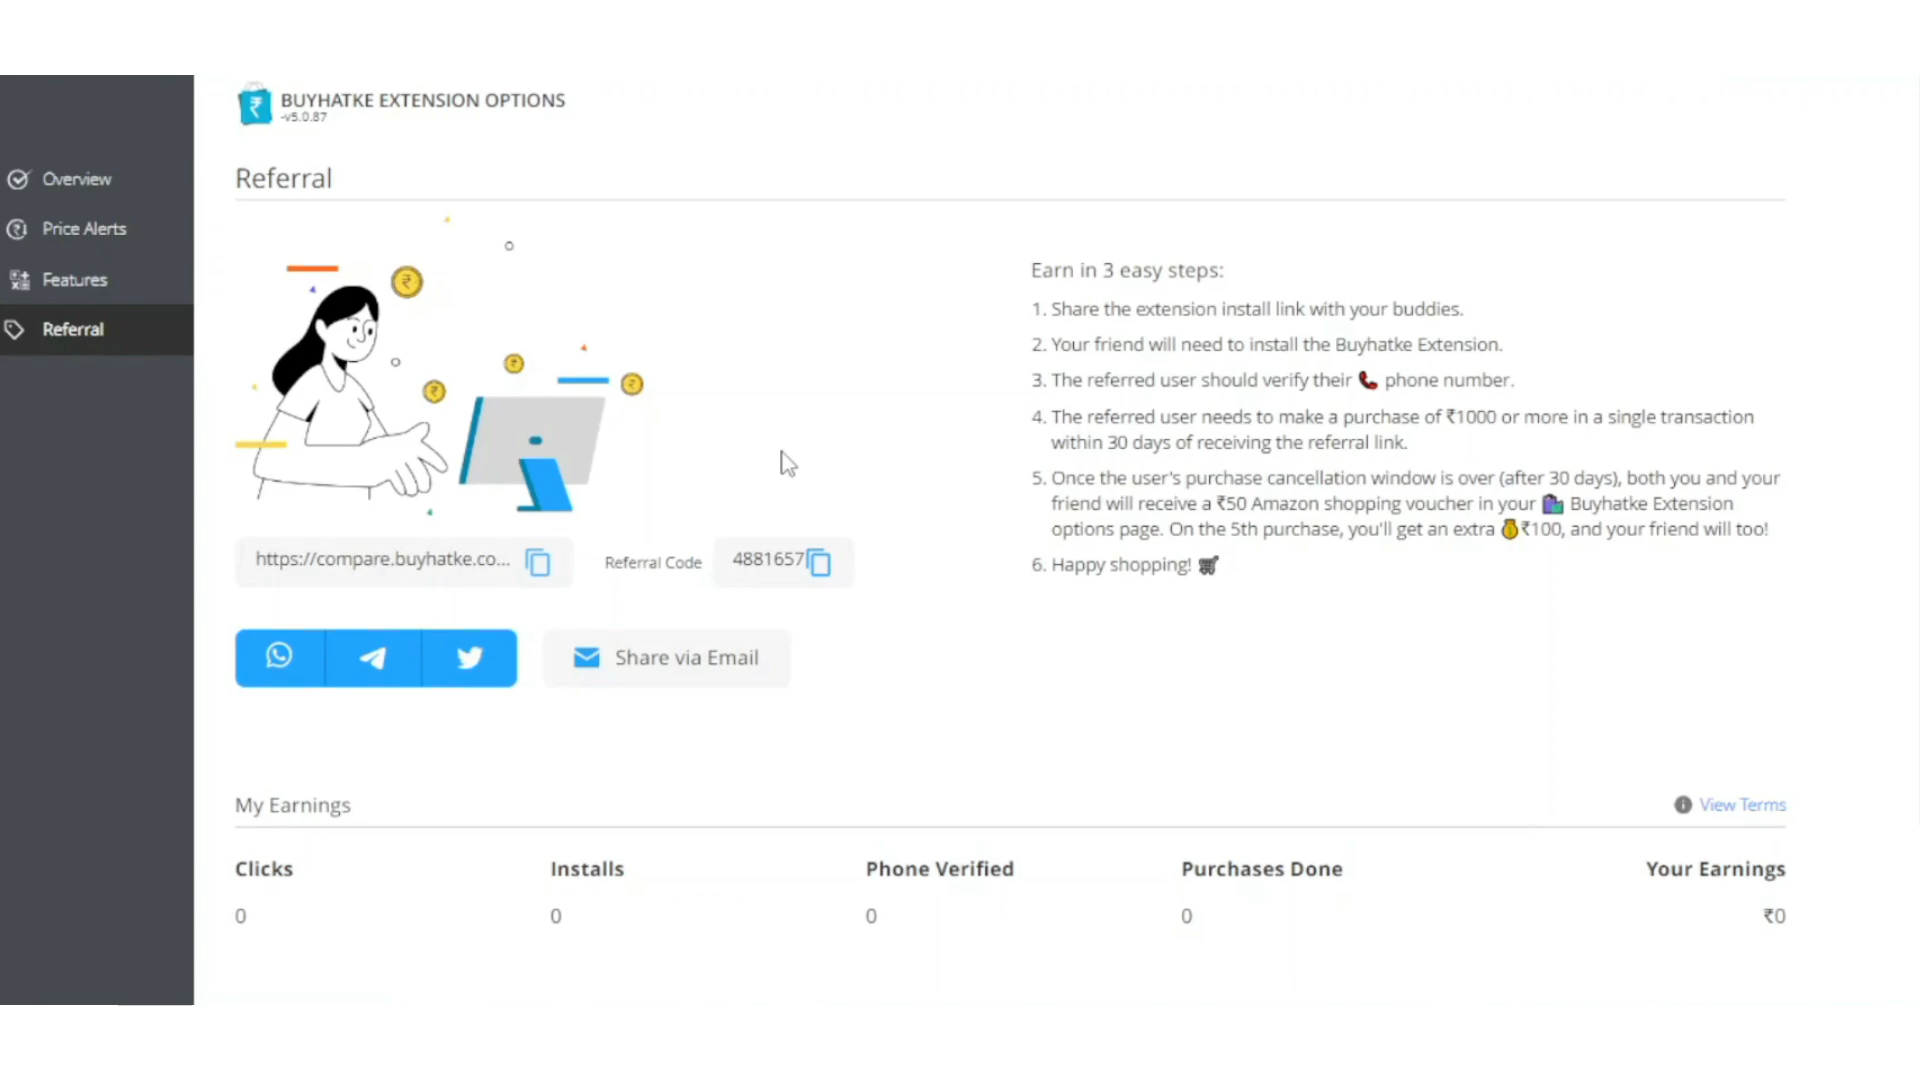 BUYHATKE EXTENSION OPTIONS
-v5.0.87
Overview
Price Alerts
Features
Referral
Referral
Earn in 3 easy steps:
1. Share the extension install link with your buddies.
2. Your friend will need to install the Buyhatke Extension.
3. The referred user should verify their 📞 phone number.
4. The referred user needs to make a purchase of ₹1000 or more in a single transaction
within 30 days of receiving the referral link.
5. Once the user's purchase cancellation window is over (after 30 days), both you and your
friend will receive a ₹50 Amazon shopping voucher in your 🛍️ Buyhatke Extension
options page. On the 5th purchase, you'll get an extra 💰₹100, and your friend will too!
6. Happy shopping! 🛒
https://compare.buyhatke.co...
Referral Code
4881657
Share via Email
My Earnings
View Terms
Clicks Installs Phone Verified Purchases Done Your Earnings
0 0 0 0 ₹0